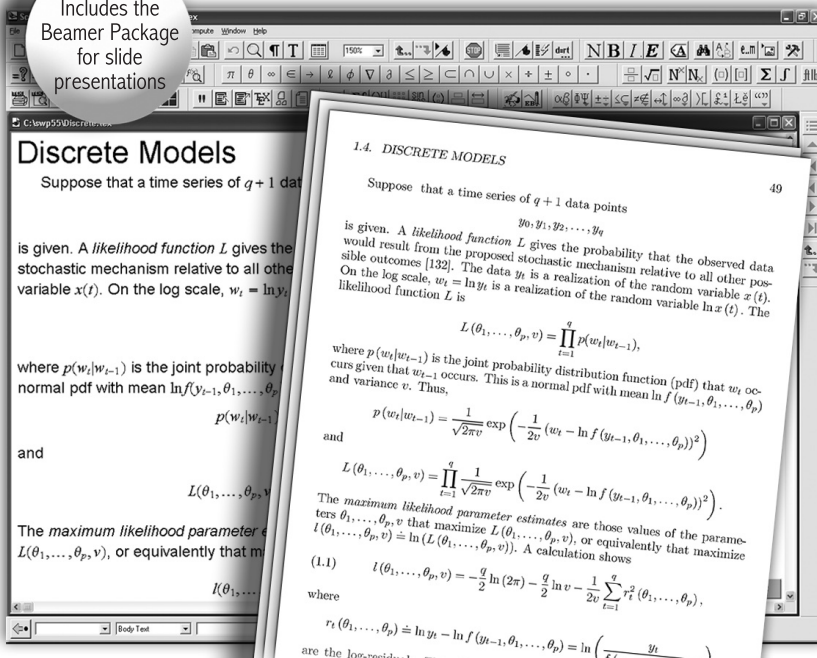 Includes the
Beamer Package
for slide
presentations
Window Help
150%
N B I E
π θ ∞ ∈ → ℓ φ ∇ ∂ ≤ ≥ ⊂ ∩ ∪ × ÷ ±
C:\swp55\Discrete.tex
Discrete Models
Suppose that a time series of q + 1 dat
is given. A likelihood function L gives the
stochastic mechanism relative to all othe
variable x(t). On the log scale, wₜ = ln yₜ
where p(wₜ|wₜ₋₁) is the joint probability
normal pdf with mean ln f(yₜ₋₁, θ₁, …, θₚ
p(wₜ|wₜ₋₁)
and
L(θ₁, …, θₚ, v
The maximum likelihood parameter e
L(θ₁, …, θₚ, v), or equivalently that m
l(θ₁, …
Body Text
1.4. DISCRETE MODELS 49
Suppose that a time series of q + 1 data points
y₀, y₁, y₂, . . . , y_q
is given. A likelihood function L gives the probability that the observed data
would result from the proposed stochastic mechanism relative to all other pos-
sible outcomes [132]. The data yₜ is a realization of the random variable x (t).
On the log scale, wₜ = ln yₜ is a realization of the random variable ln x (t). The
likelihood function L is
L (θ₁, . . . , θₚ, v) = ∏_{t=1}^{q} p(wₜ|wₜ₋₁),
where p (wₜ|wₜ₋₁) is the joint probability distribution function (pdf) that wₜ oc-
curs given that wₜ₋₁ occurs. This is a normal pdf with mean ln f (yₜ₋₁, θ₁, . . . , θₚ)
and variance v. Thus,
p (wₜ|wₜ₋₁) = 1/√(2πv) exp (−1/(2v) (wₜ − ln f (yₜ₋₁, θ₁, . . . , θₚ))²)
and
L (θ₁, . . . , θₚ, v) = ∏_{t=1}^{q} 1/√(2πv) exp (−1/(2v) (wₜ − ln f (yₜ₋₁, θ₁, . . . , θₚ))²) .
The maximum likelihood parameter estimates are those values of the parame-
ters θ₁, . . . , θₚ, v that maximize L (θ₁, . . . , θₚ, v), or equivalently that maximize
l (θ₁, . . . , θₚ, v) ≐ ln (L (θ₁, . . . , θₚ, v)). A calculation shows
(1.1) l (θ₁, . . . , θₚ, v) = −q/2 ln (2π) − q/2 ln v − 1/(2v) ∑_{t=1}^{q} rₜ² (θ₁, . . . , θₚ) ,
where
rₜ (θ₁, . . . , θₚ) ≐ ln yₜ − ln f (yₜ₋₁, θ₁, . . . , θₚ) = ln ( yₜ
are the